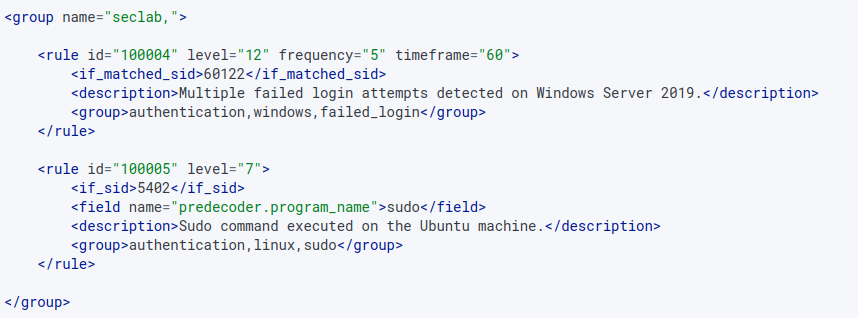 <group name="seclab,">
<rule id="100004" level="12" frequency="5" timeframe="60">
<if_matched_sid>60122</if_matched_sid>
<description>Multiple failed login attempts detected on Windows Server 2019.</description>
<group>authentication,windows,failed_login</group>
</rule>
<rule id="100005" level="7">
<if_sid>5402</if_sid>
<field name="predecoder.program_name">sudo</field>
<description>Sudo command executed on the Ubuntu machine.</description>
<group>authentication,linux,sudo</group>
</rule>
</group>